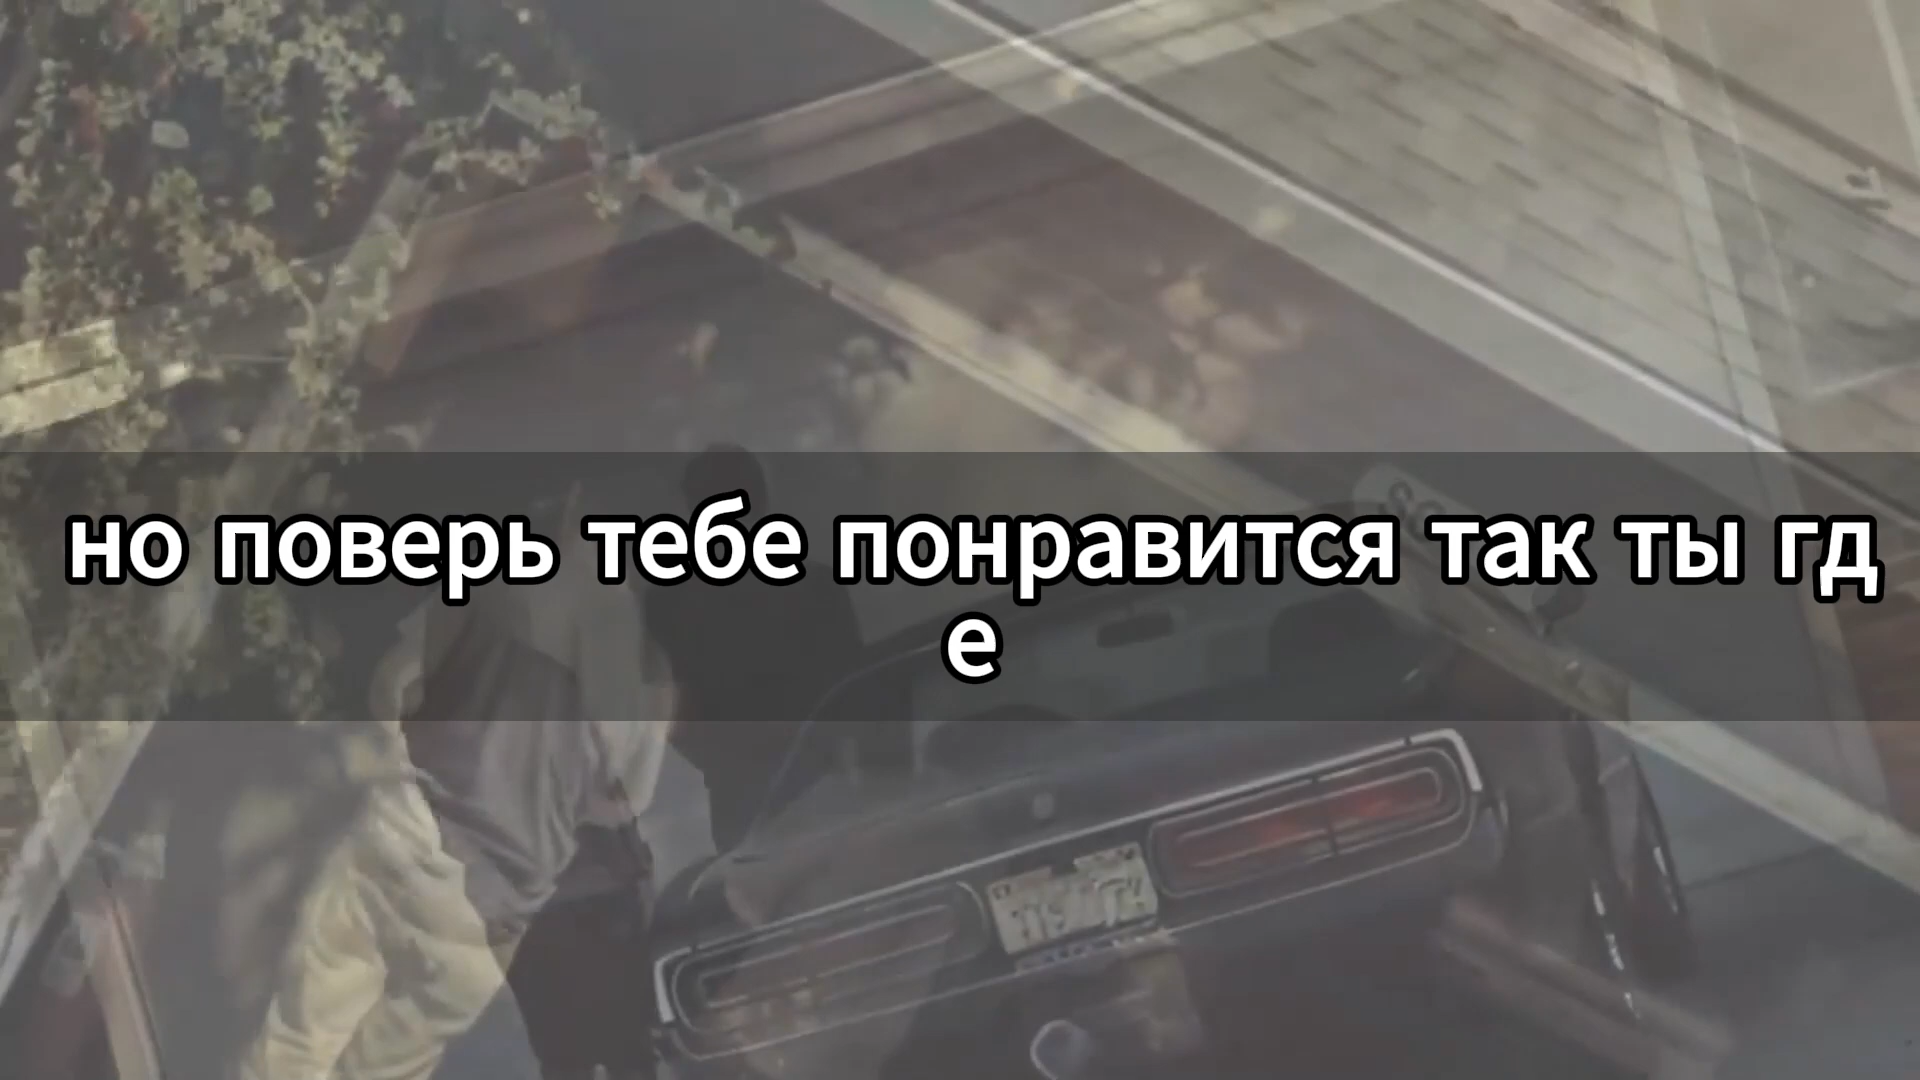 но поверь тебе понравится так ты гд
е